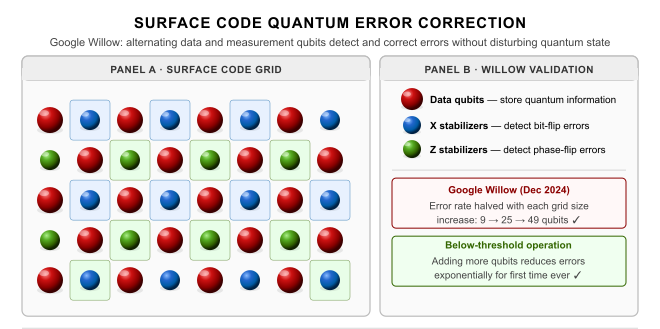 SURFACE CODE QUANTUM ERROR CORRECTION
Google Willow: alternating data and measurement qubits detect and correct errors without disturbing quantum state
PANEL A · SURFACE CODE GRID
PANEL B · WILLOW VALIDATION
Data qubits — store quantum information
X stabilizers — detect bit-flip errors
Z stabilizers — detect phase-flip errors
Google Willow (Dec 2024)
Error rate halved with each grid size
increase: 9 → 25 → 49 qubits ✓
Below-threshold operation
Adding more qubits reduces errors
exponentially for first time ever ✓